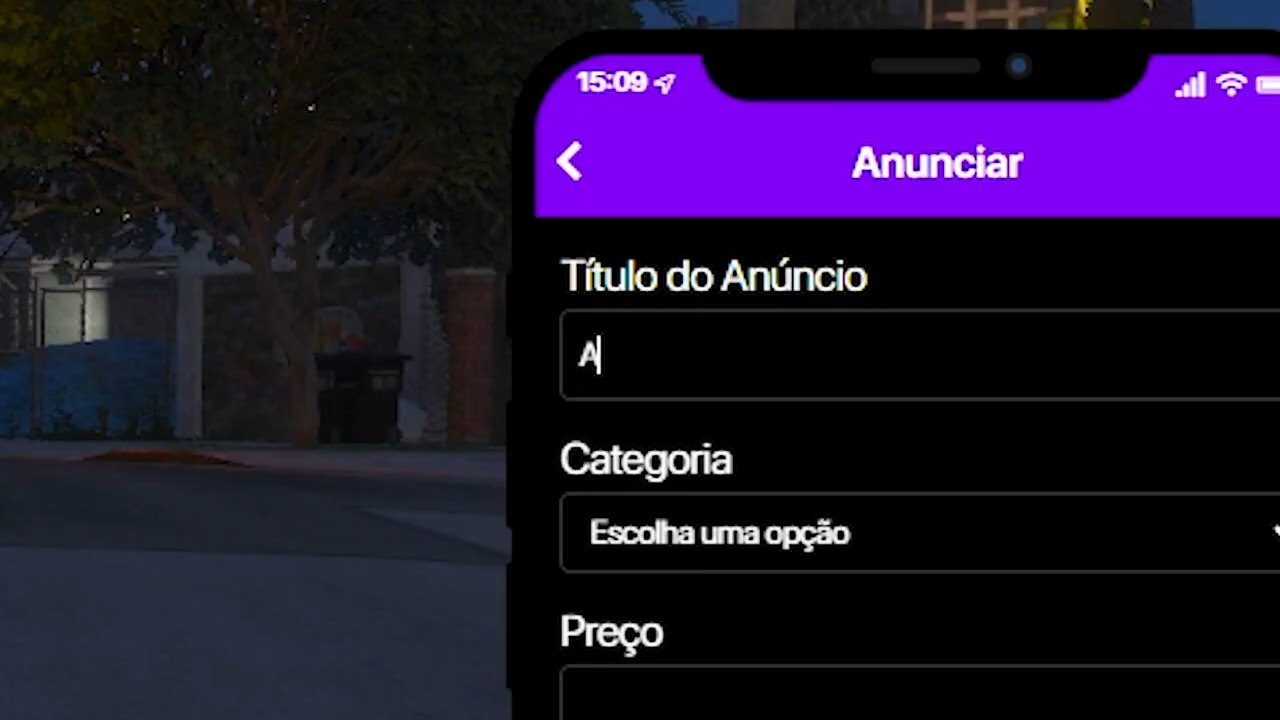 15:09
Anunciar
Título do Anúncio
A
Categoria
Escolha uma opção
Preço